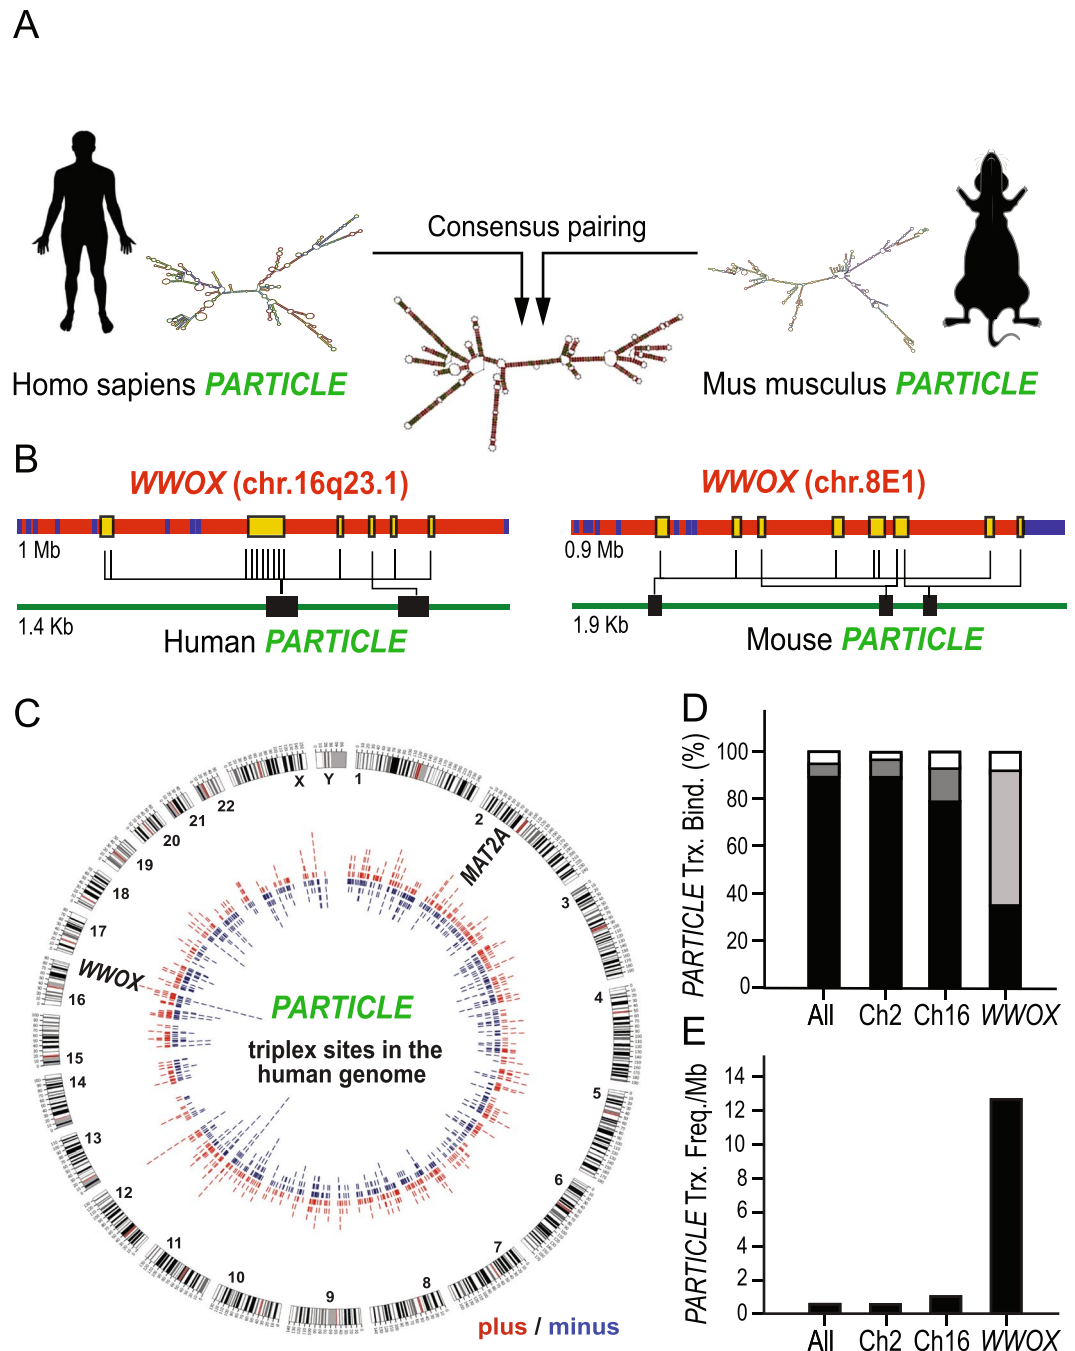 A
Consensus pairing
Homo sapiens PARTICLE
Mus musculus PARTICLE
B
WWOX (chr.16q23.1)
WWOX (chr.8E1)
1 Mb
0.9 Mb
1.4 Kb
1.9 Kb
Human PARTICLE
Mouse PARTICLE
C
X
Y
1
2
3
4
5
6
7
8
9
10
11
12
13
14
15
16
17
18
19
20
21
22
MAT2A
WWOX
PARTICLE
triplex sites in the
human genome
plus / minus
D
PARTICLE Trx. Bind. (%)
100
80
60
40
20
0
All Ch2 Ch16 WWOX
E
PARTICLE Trx. Freq./Mb
14
12
10
8
6
4
2
0
All Ch2 Ch16 WWOX